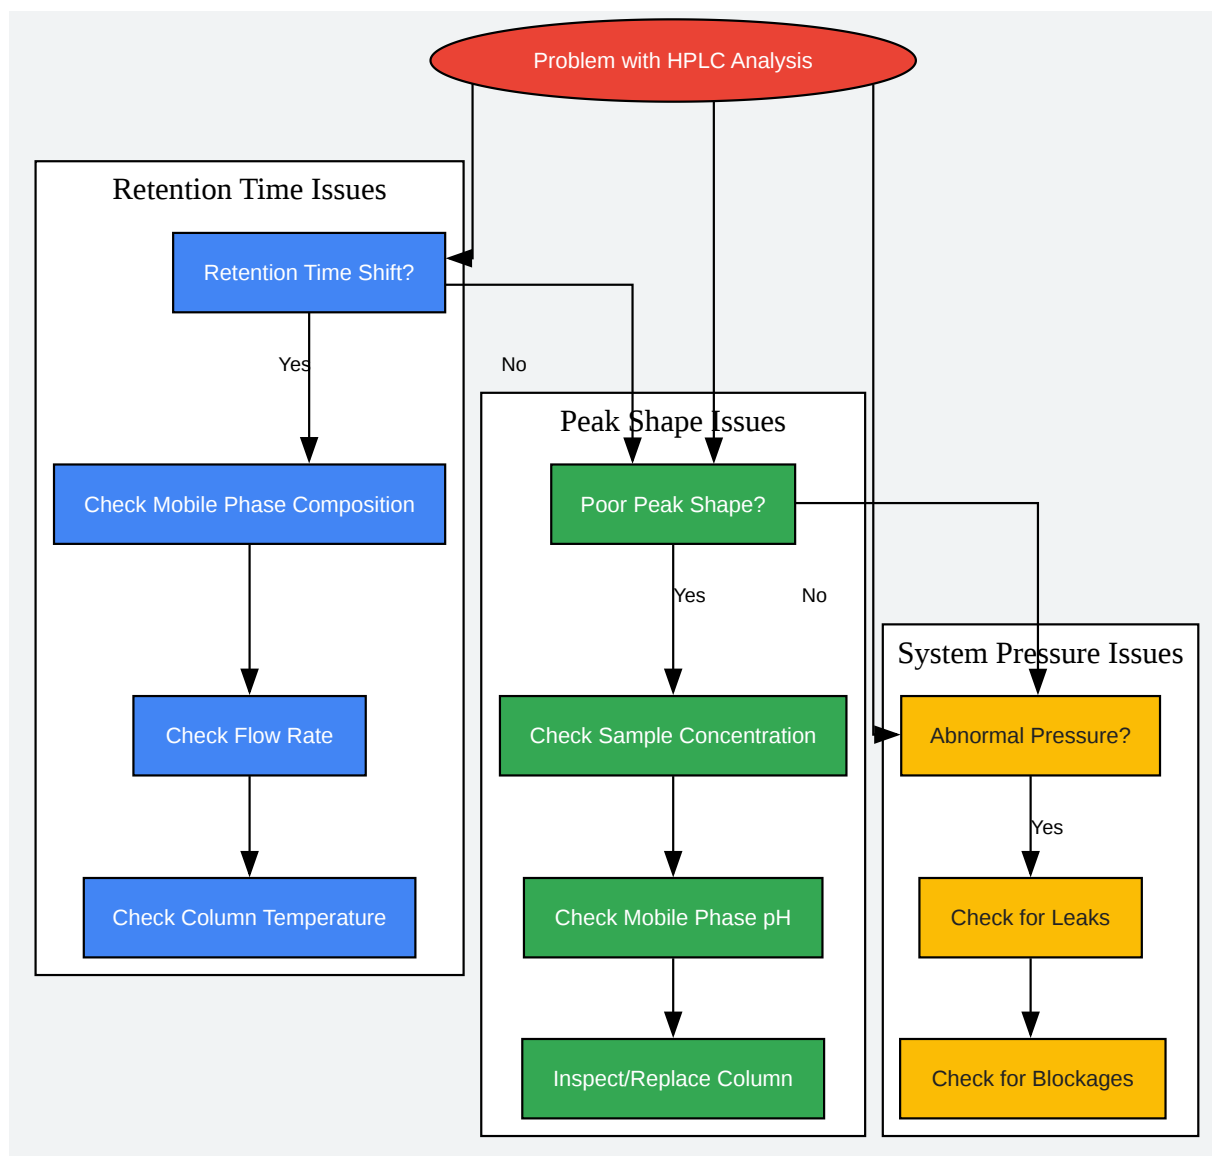 Problem with HPLC Analysis
Retention Time Issues
Retention Time Shift?
Yes
No
Peak Shape Issues
Check Mobile Phase Composition
Poor Peak Shape?
Yes
No
System Pressure Issues
Check Flow Rate
Check Sample Concentration
Abnormal Pressure?
Yes
Check Column Temperature
Check Mobile Phase pH
Check for Leaks
Inspect/Replace Column
Check for Blockages